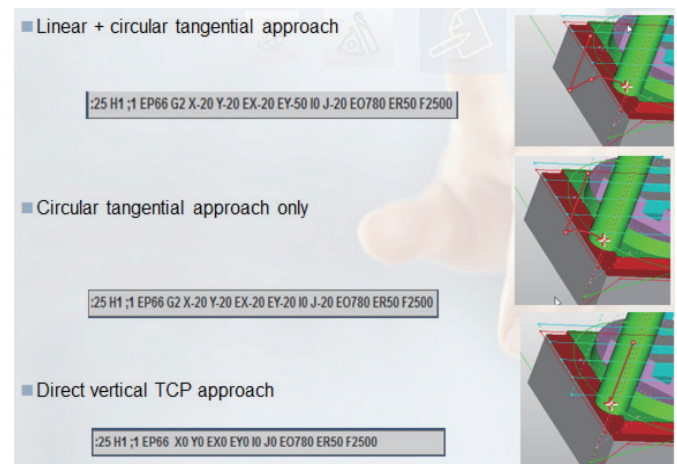 Linear + circular tangential approach
:25 H1 ;1 EP66 G2 X-20 Y-20 EX-20 EY-50 I0 J-20 EO780 ER50 F2500
Circular tangential approach only
:25 H1 ;1 EP66 G2 X-20 Y-20 EX-20 EY-20 I0 J-20 EO780 ER50 F2500
Direct vertical TCP approach
:25 H1 ;1 EP66 X0 Y0 EX0 EY0 I0 J0 EO780 ER50 F2500